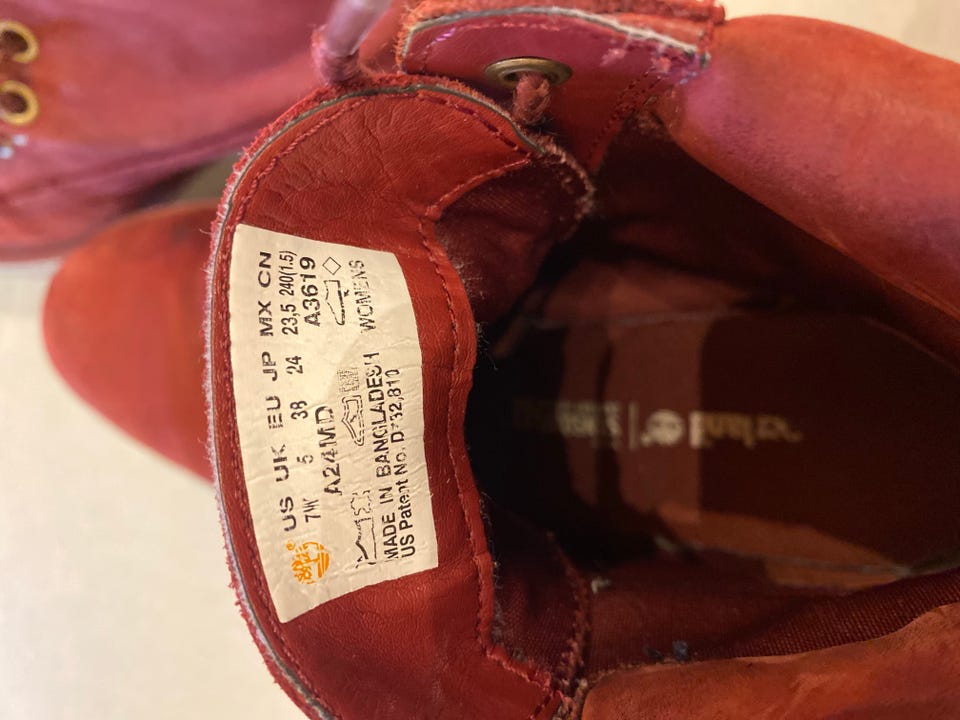 US UK EU JP MX CN
7W 5 38 24 23,5 240(1.5)
A24MD A3619
MADE IN BANGLADESH WOMENS
US Patent No. D732,810